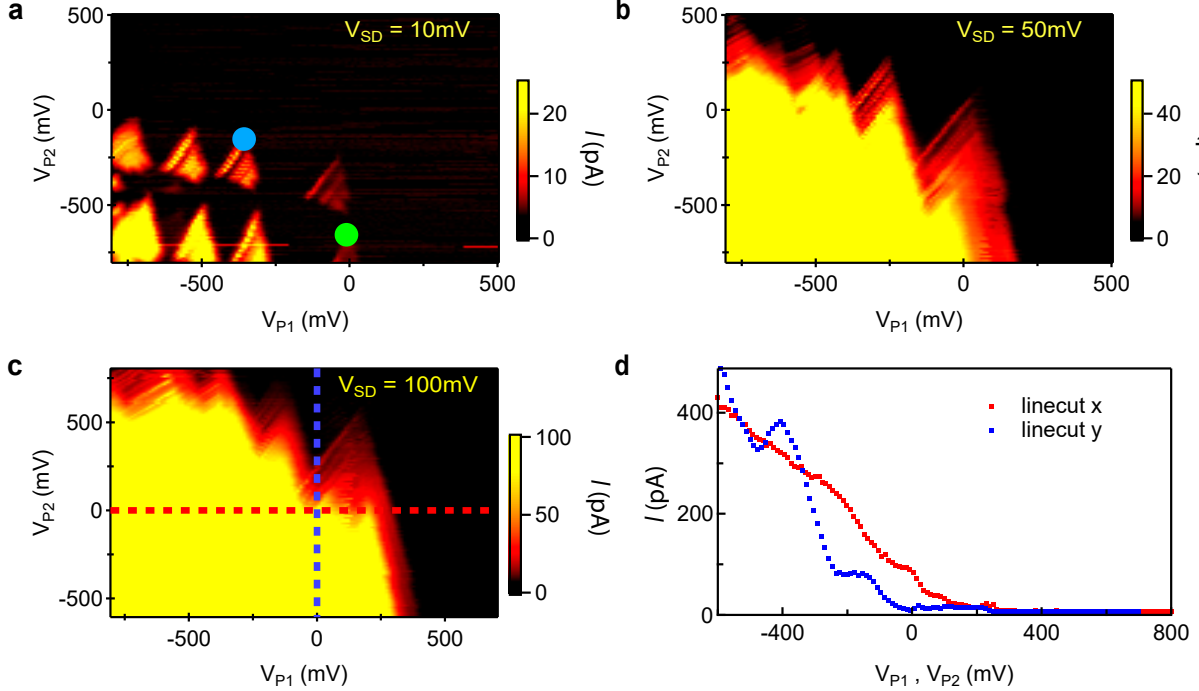 a
V_SD = 10mV
500
0
-500
V_P2 (mV)
-500
0
500
V_P1 (mV)
20
10
0
I (pA)
b
V_SD = 50mV
500
0
-500
V_P2 (mV)
-500
0
500
V_P1 (mV)
40
20
0
c
V_SD = 100mV
500
0
-500
V_P2 (mV)
-500
0
500
V_P1 (mV)
100
50
0
I (pA)
d
linecut x
linecut y
400
200
0
I (pA)
-400
0
400
800
V_P1 , V_P2 (mV)